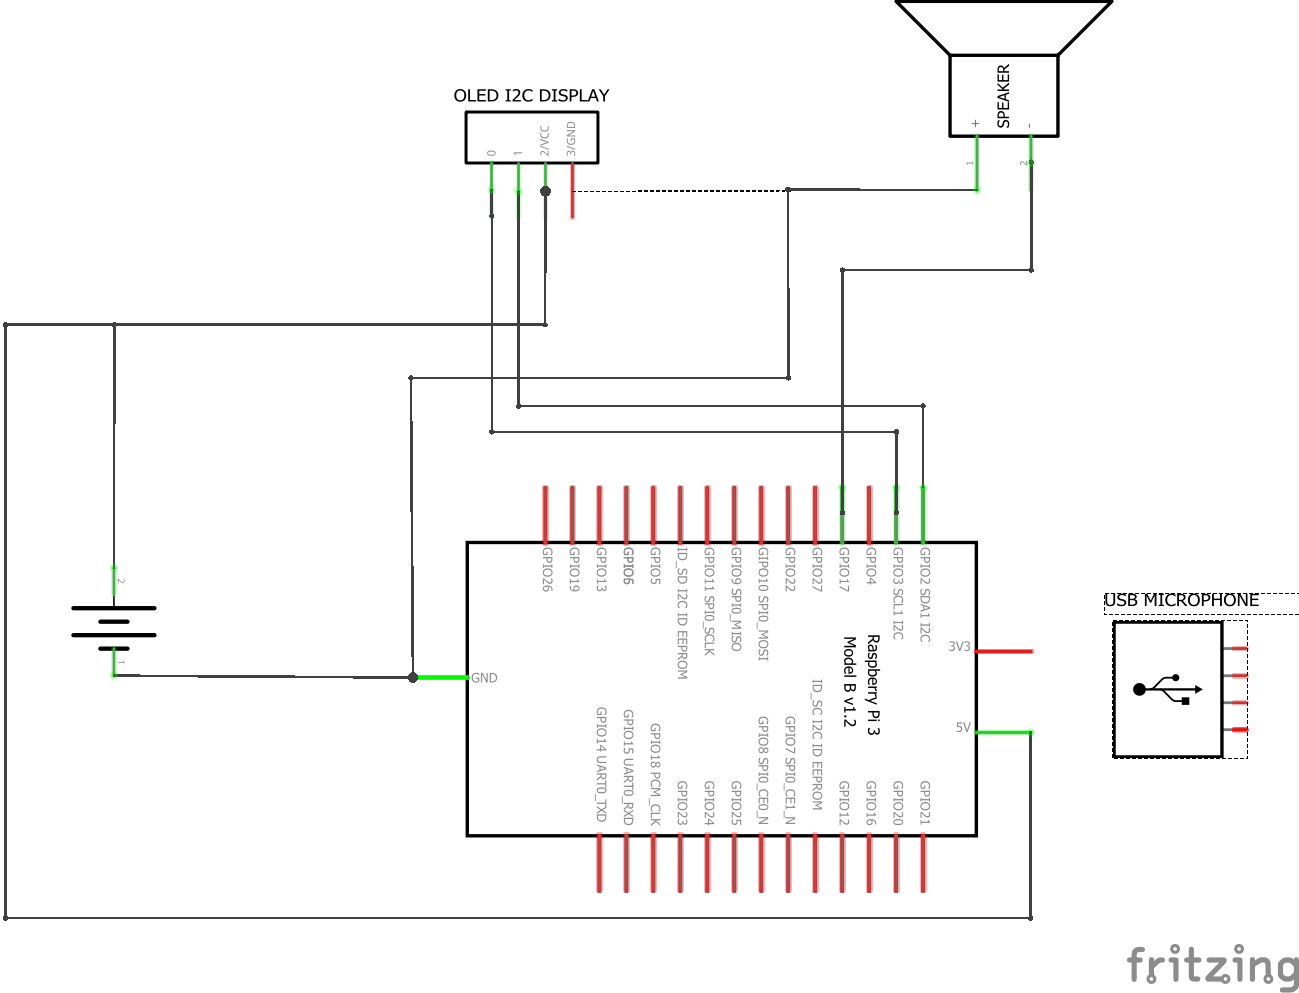 OLED I2C DISPLAY
0
1
2/VCC
3/GND
SPEAKER
+
-
1
2
2
1
GPIO26
GPIO19
GPIO13
GPIO6
GPIO5
ID_SD I2C ID EEPROM
GPIO11 SPI0_SCLK
GPIO9 SPI0_MISO
GIPO10 SPI0_MOSI
GPIO22
GPIO27
GPIO17
GPIO4
GPIO3 SCL1 I2C
GPIO2 SDA1 I2C
Raspberry Pi 3
Model B v1.2
3V3
GND
5V
GPIO14 UART0_TXD
GPIO15 UART0_RXD
GPIO18 PCM_CLK
GPIO23
GPIO24
GPIO25
GPIO8 SPI0_CE0_N
GPIO7 SPI0_CE1_N
ID_SC I2C ID EEPROM
GPIO12
GPIO16
GPIO20
GPIO21
USB MICROPHONE
fritzing